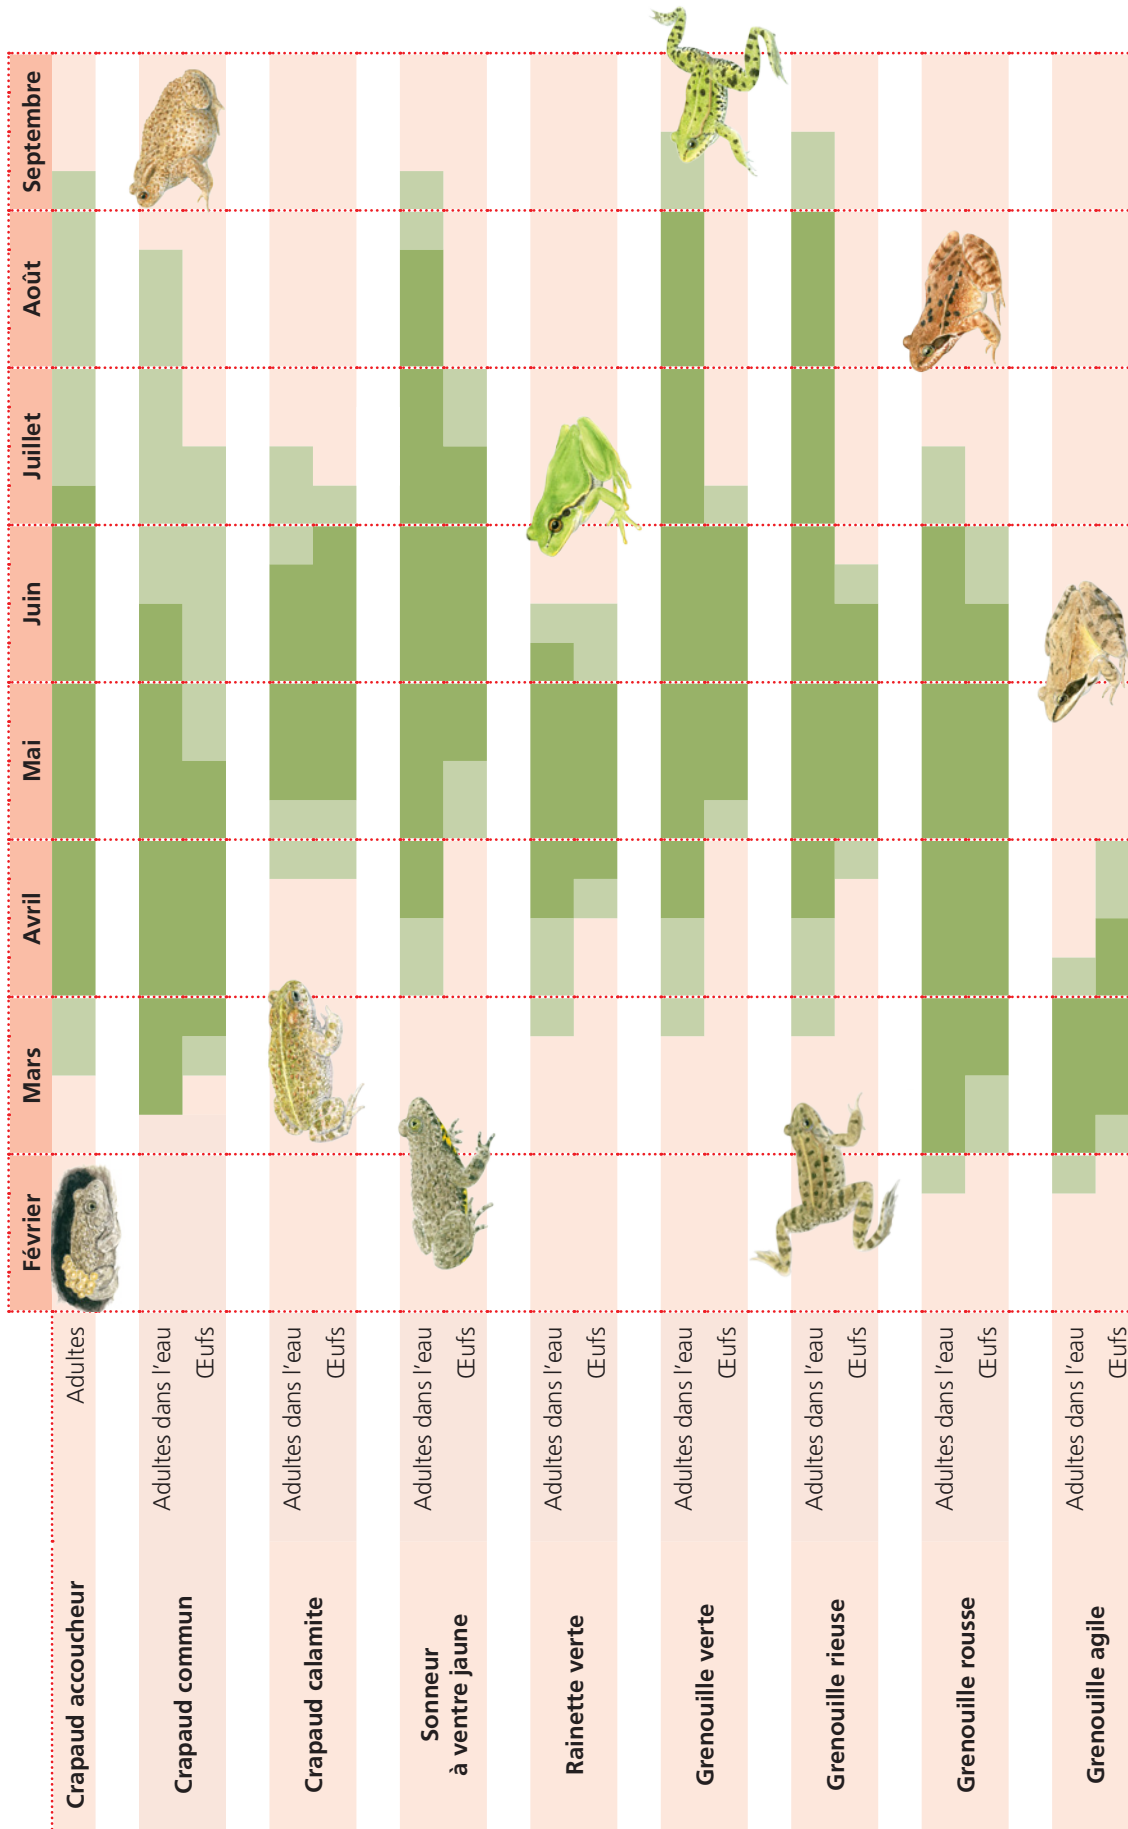 Février
Mars
Avril
Mai
Juin
Juillet
Août
Septembre
Crapaud accoucheur
Adultes
Crapaud commun
Adultes dans l'eau
Œufs
Crapaud calamite
Adultes dans l'eau
Œufs
Sonneur
à ventre jaune
Adultes dans l'eau
Œufs
Rainette verte
Adultes dans l'eau
Œufs
Grenouille verte
Adultes dans l'eau
Œufs
Grenouille rieuse
Adultes dans l'eau
Œufs
Grenouille rousse
Adultes dans l'eau
Œufs
Grenouille agile
Adultes dans l'eau
Œufs